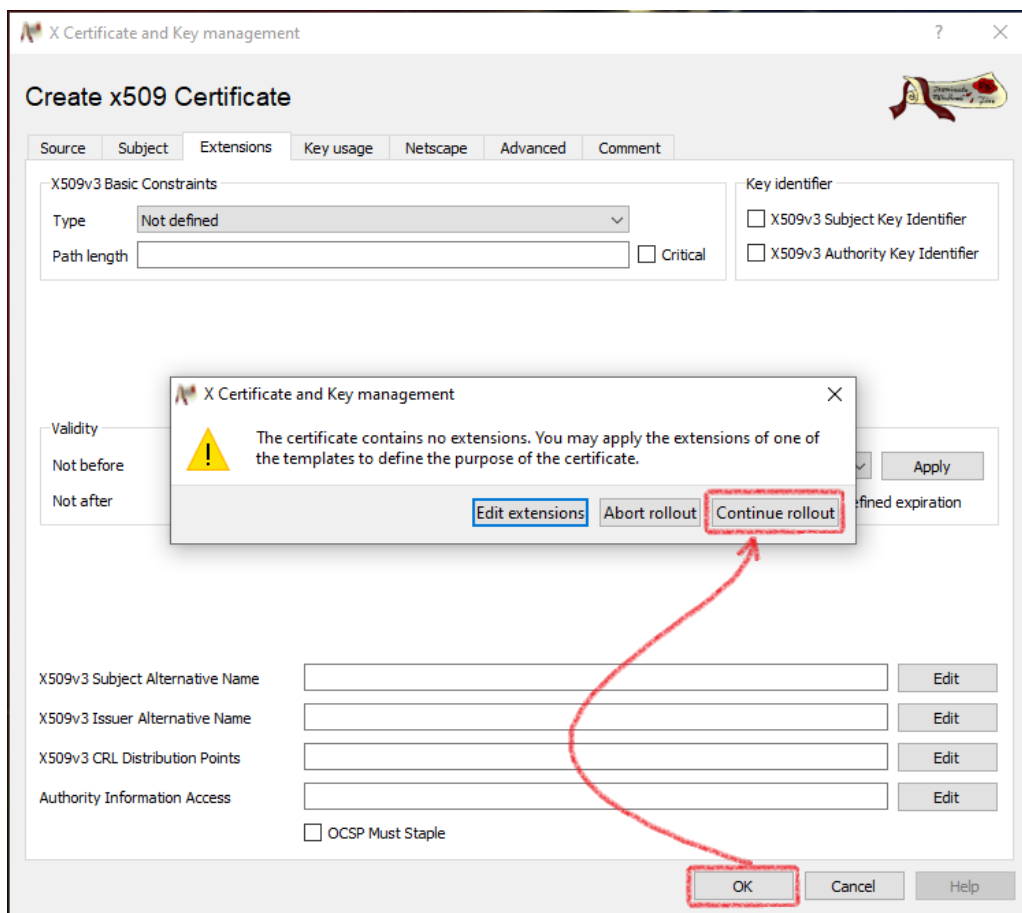 X Certificate and Key management
Create x509 Certificate
Source Subject Extensions Key usage Netscape Advanced Comment
X509v3 Basic Constraints
Type Not defined
Path length Critical
Key identifier
X509v3 Subject Key Identifier
X509v3 Authority Key Identifier
X Certificate and Key management
The certificate contains no extensions. You may apply the extensions of one of
the templates to define the purpose of the certificate.
Edit extensions Abort rollout Continue rollout
Validity
Not before
Not after
Apply
efined expiration
X509v3 Subject Alternative Name Edit
X509v3 Issuer Alternative Name Edit
X509v3 CRL Distribution Points Edit
Authority Information Access Edit
OCSP Must Staple
OK Cancel Help